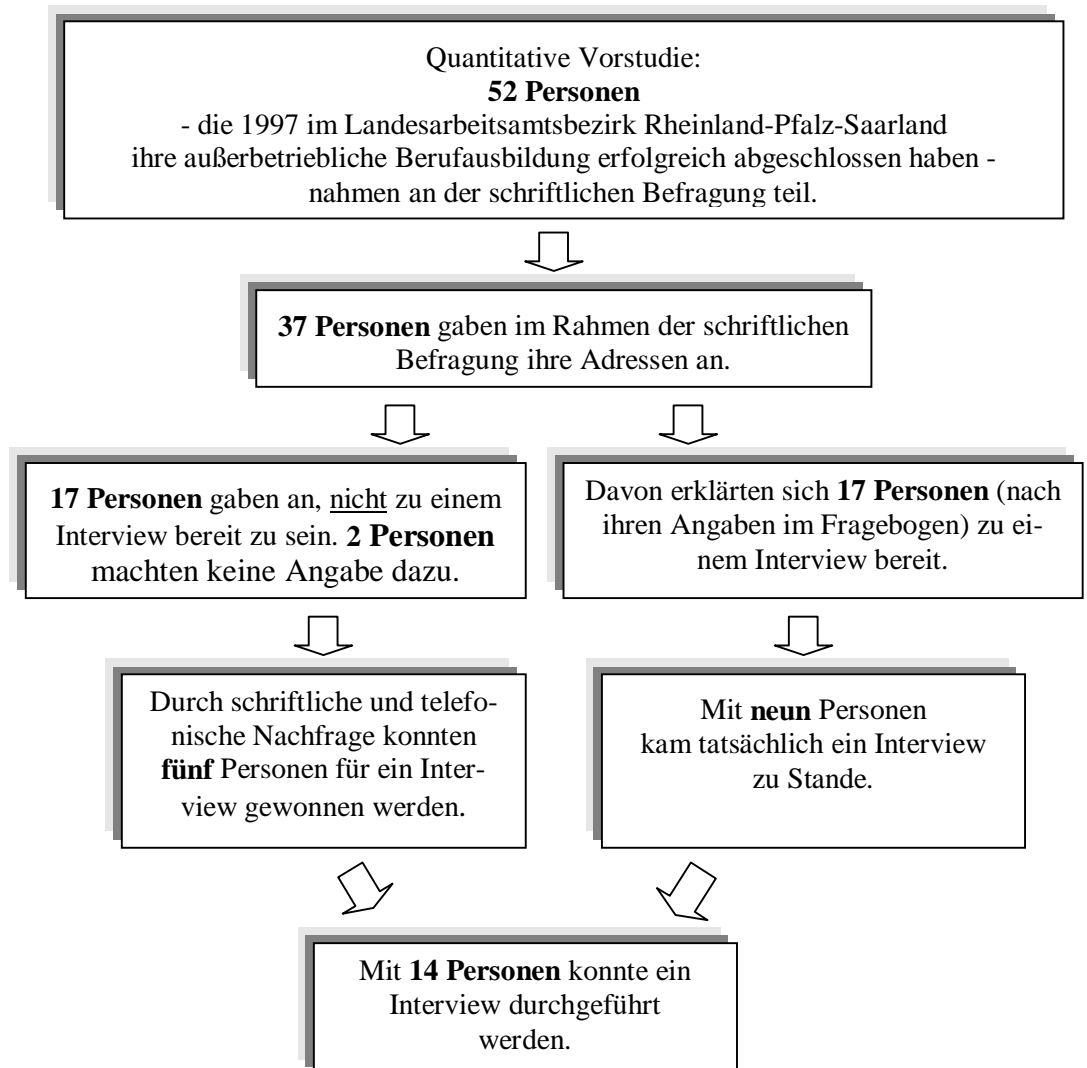 Quantitative Vorstudie:
52 Personen
- die 1997 im Landesarbeitsamtsbezirk Rheinland-Pfalz-Saarland
ihre außerbetriebliche Berufausbildung erfolgreich abgeschlossen haben -
nahmen an der schriftlichen Befragung teil.
37 Personen gaben im Rahmen der schriftlichen
Befragung ihre Adressen an.
17 Personen gaben an, nicht zu einem
Interview bereit zu sein. 2 Personen
machten keine Angabe dazu.
Davon erklärten sich 17 Personen (nach
ihren Angaben im Fragebogen) zu ei-
nem Interview bereit.
Durch schriftliche und telefo-
nische Nachfrage konnten
fünf Personen für ein Inter-
view gewonnen werden.
Mit neun Personen
kam tatsächlich ein Interview
zu Stande.
Mit 14 Personen konnte ein
Interview durchgeführt
werden.